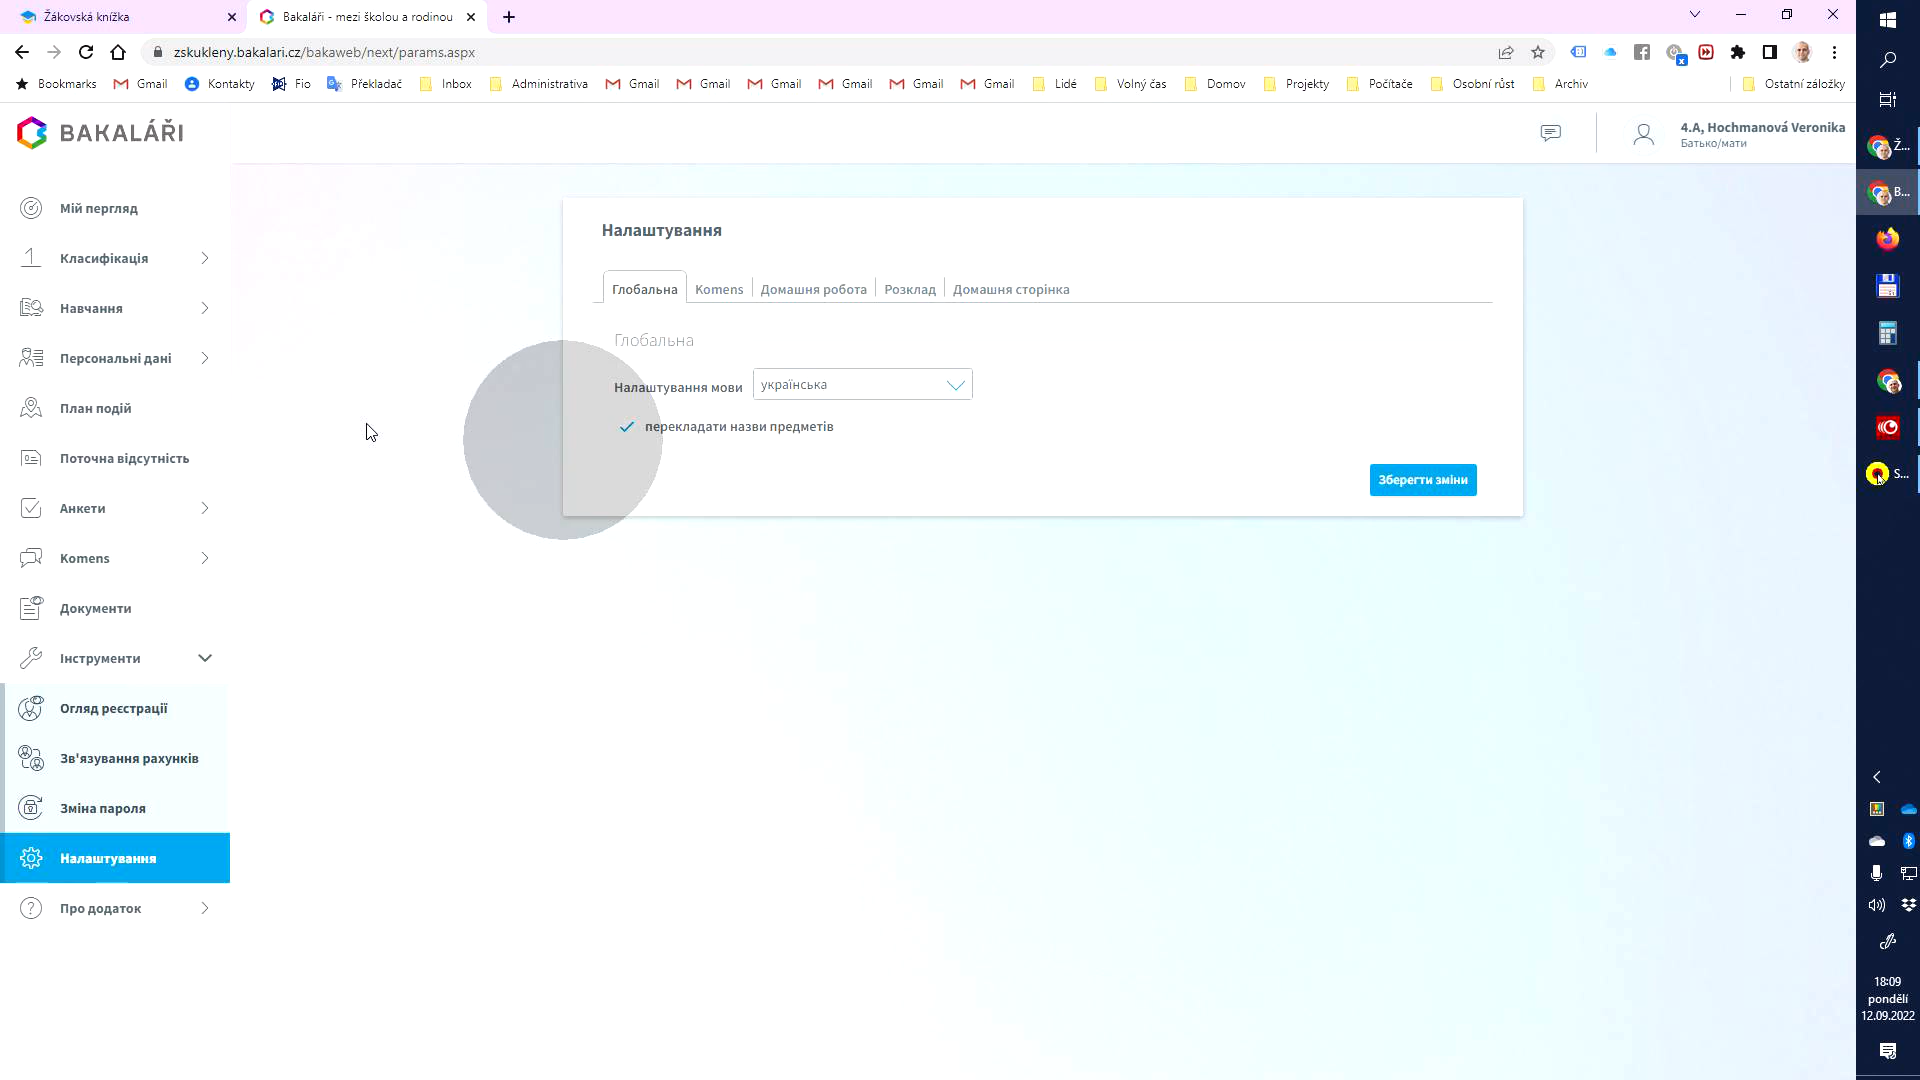 Žákovská knížka
Bakaláři - mezi školou a rodinou
zskukleny.bakalari.cz/bakaweb/next/params.aspx
Bookmarks Gmail Kontakty Fio Překladač Inbox Administrativa Gmail Gmail Gmail Gmail Gmail Gmail Lidé Volný čas Domov Projekty Počítače Osobní růst Archiv Ostatní záložky
BAKALÁŘI
4.A, Hochmanová Veronika
Батько/мати
Мій пергляд
Класифікація
Навчання
Персональні дані
План подій
Поточна відсутність
Анкети
Komens
Документи
Інструменти
Огляд реєстрації
Зв'язування рахунків
Зміна пароля
Налаштування
Про додаток
Налаштування
Глобальна Komens Домашня робота Розклад Домашня сторінка
Глобальна
Налаштування мови українська
перекладати назви предметів
Зберегти зміни
Ž...
B...
S...
18:09
pondělí
12.09.2022